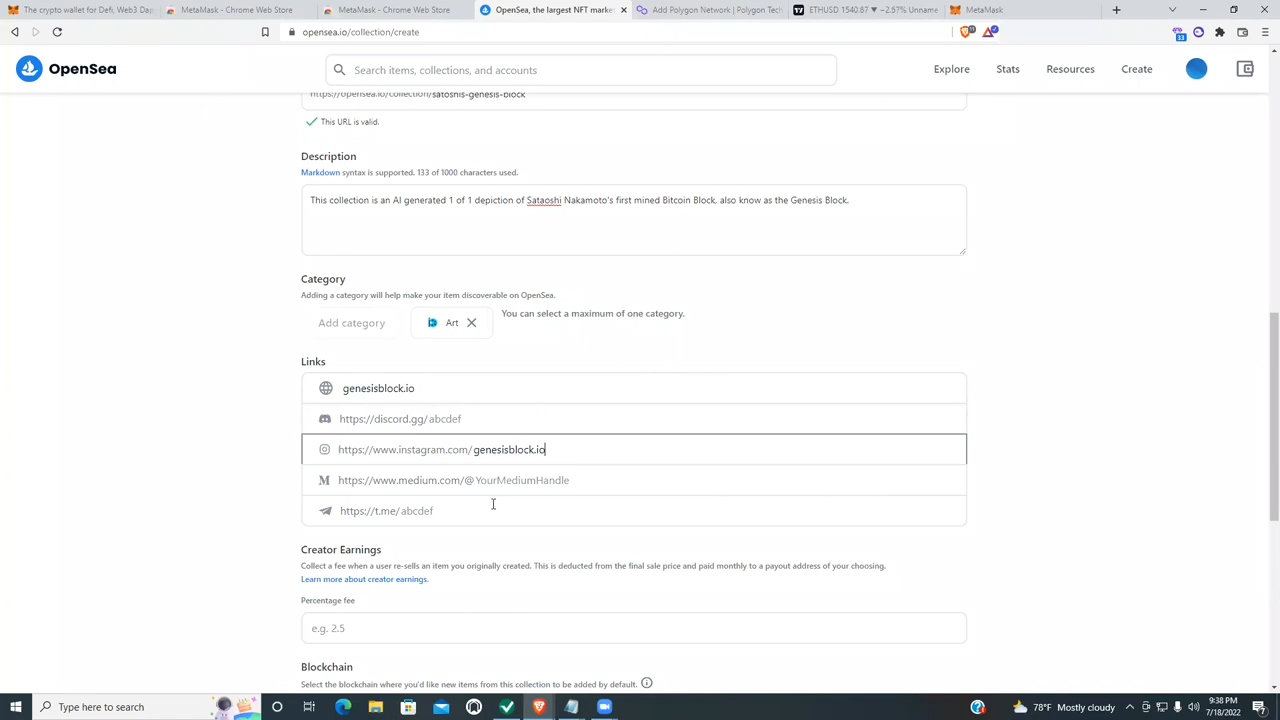 The crypto wallet for Defi, Web3 Dap
MetaMask - Chrome Web Store
MetaMask - Chrome Web Store
OpenSea, the largest NFT market
Add Polygon Network | Polygon Tech
ETHUSD 1540.87 ▼ +2.57% Unname
MetaMask
opensea.io/collection/create
33
OpenSea
Search items, collections, and accounts
Explore
Stats
Resources
Create
https://opensea.io/collection/satoshis-genesis-block
This URL is valid.
Description
Markdown syntax is supported. 133 of 1000 characters used.
This collection is an AI generated 1 of 1 depiction of Sataoshi Nakamoto's first mined Bitcoin Block, also know as the Genesis Block.
Category
Adding a category will help make your item discoverable on OpenSea.
Add category
Art
You can select a maximum of one category.
Links
genesisblock.io
https://discord.gg/abcdef
https://www.instagram.com/genesisblock.io
https://www.medium.com/@YourMediumHandle
https://t.me/abcdef
Creator Earnings
Collect a fee when a user re-sells an item you originally created. This is deducted from the final sale price and paid monthly to a payout address of your choosing.
Learn more about creator earnings.
Percentage fee
e.g. 2.5
Blockchain
Select the blockchain where you'd like new items from this collection to be added by default.
Type here to search
78°F Mostly cloudy
9:38 PM
7/18/2022